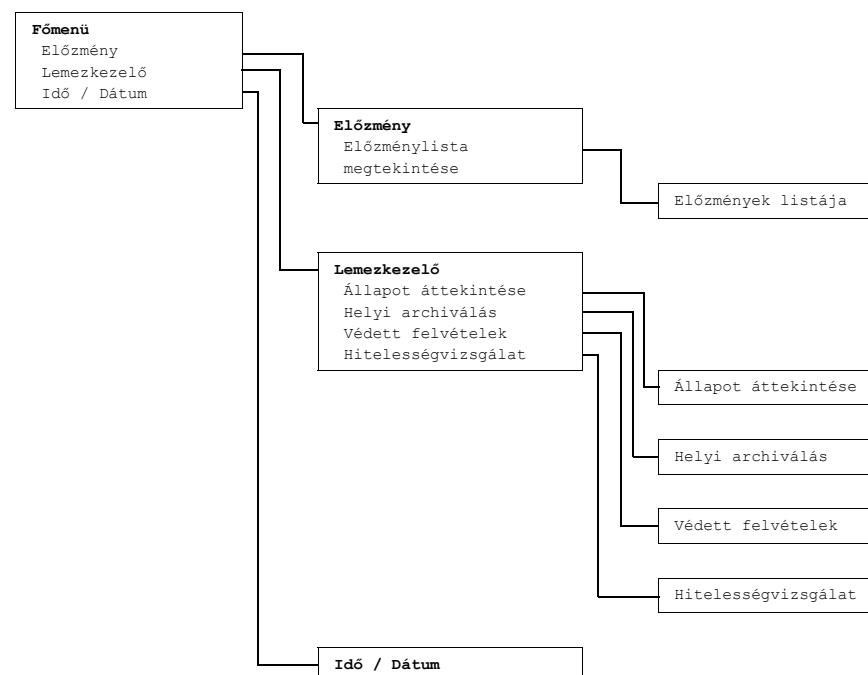 Főmenü
Előzmény
Lemezkezelő
Idő / Dátum
Előzmény
Előzménylista
megtekintése
Előzmények listája
Lemezkezelő
Állapot áttekintése
Helyi archiválás
Védett felvételek
Hitelességvizsgálat
Állapot áttekintése
Helyi archiválás
Védett felvételek
Hitelességvizsgálat
Idő / Dátum